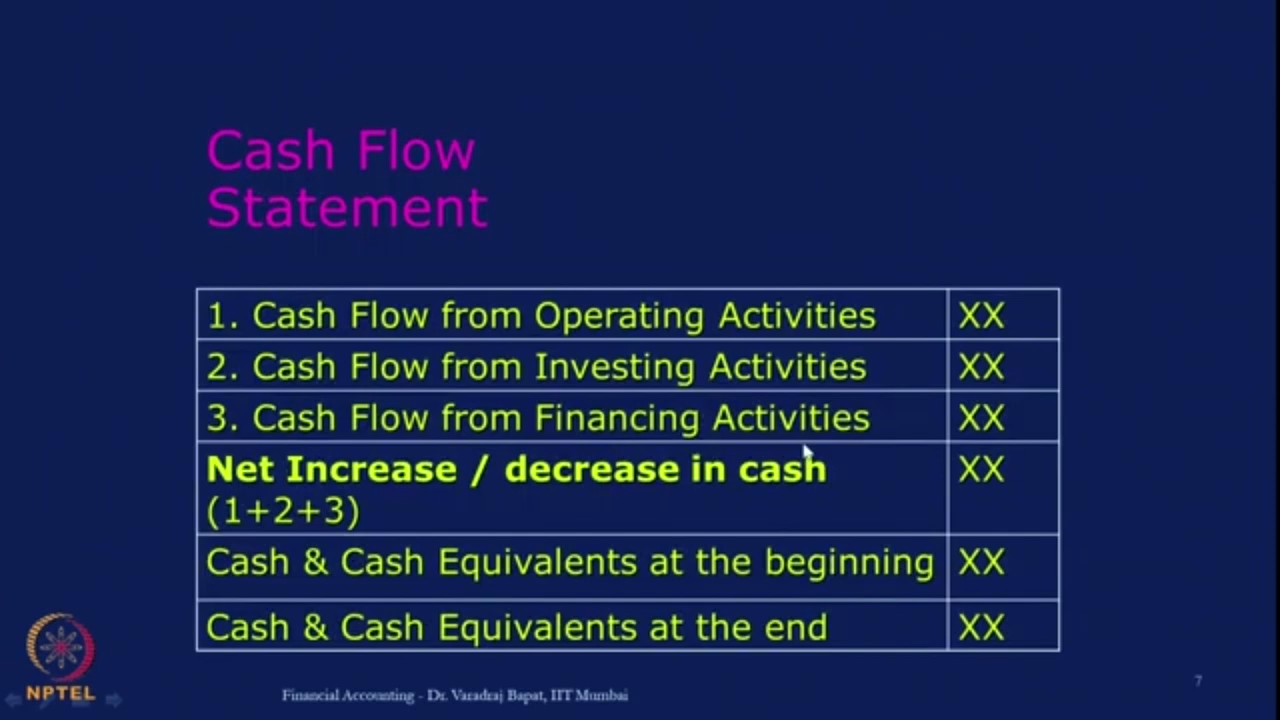 Cash Flow
Statement
1. Cash Flow from Operating Activities XX
2. Cash Flow from Investing Activities XX
3. Cash Flow from Financing Activities XX
Net Increase / decrease in cash XX
(1+2+3)
Cash & Cash Equivalents at the beginning XX
Cash & Cash Equivalents at the end XX
NPTEL
Financial Accounting - Dr. Varadraj Bapat, IIT Mumbai
7